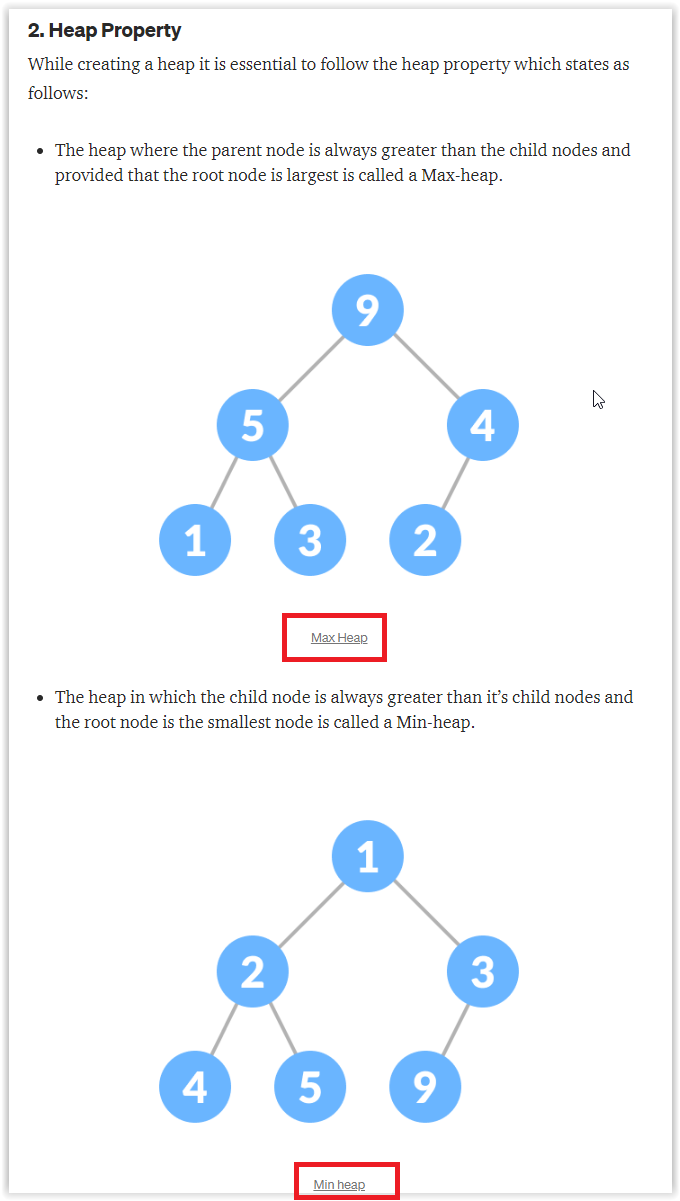 2. Heap Property
While creating a heap it is essential to follow the heap property which states as
follows:
• The heap where the parent node is always greater than the child nodes and
provided that the root node is largest is called a Max-heap.
9
5 4
1 3 2
Max Heap
• The heap in which the child node is always greater than it’s child nodes and
the root node is the smallest node is called a Min-heap.
1
2 3
4 5 9
Min heap